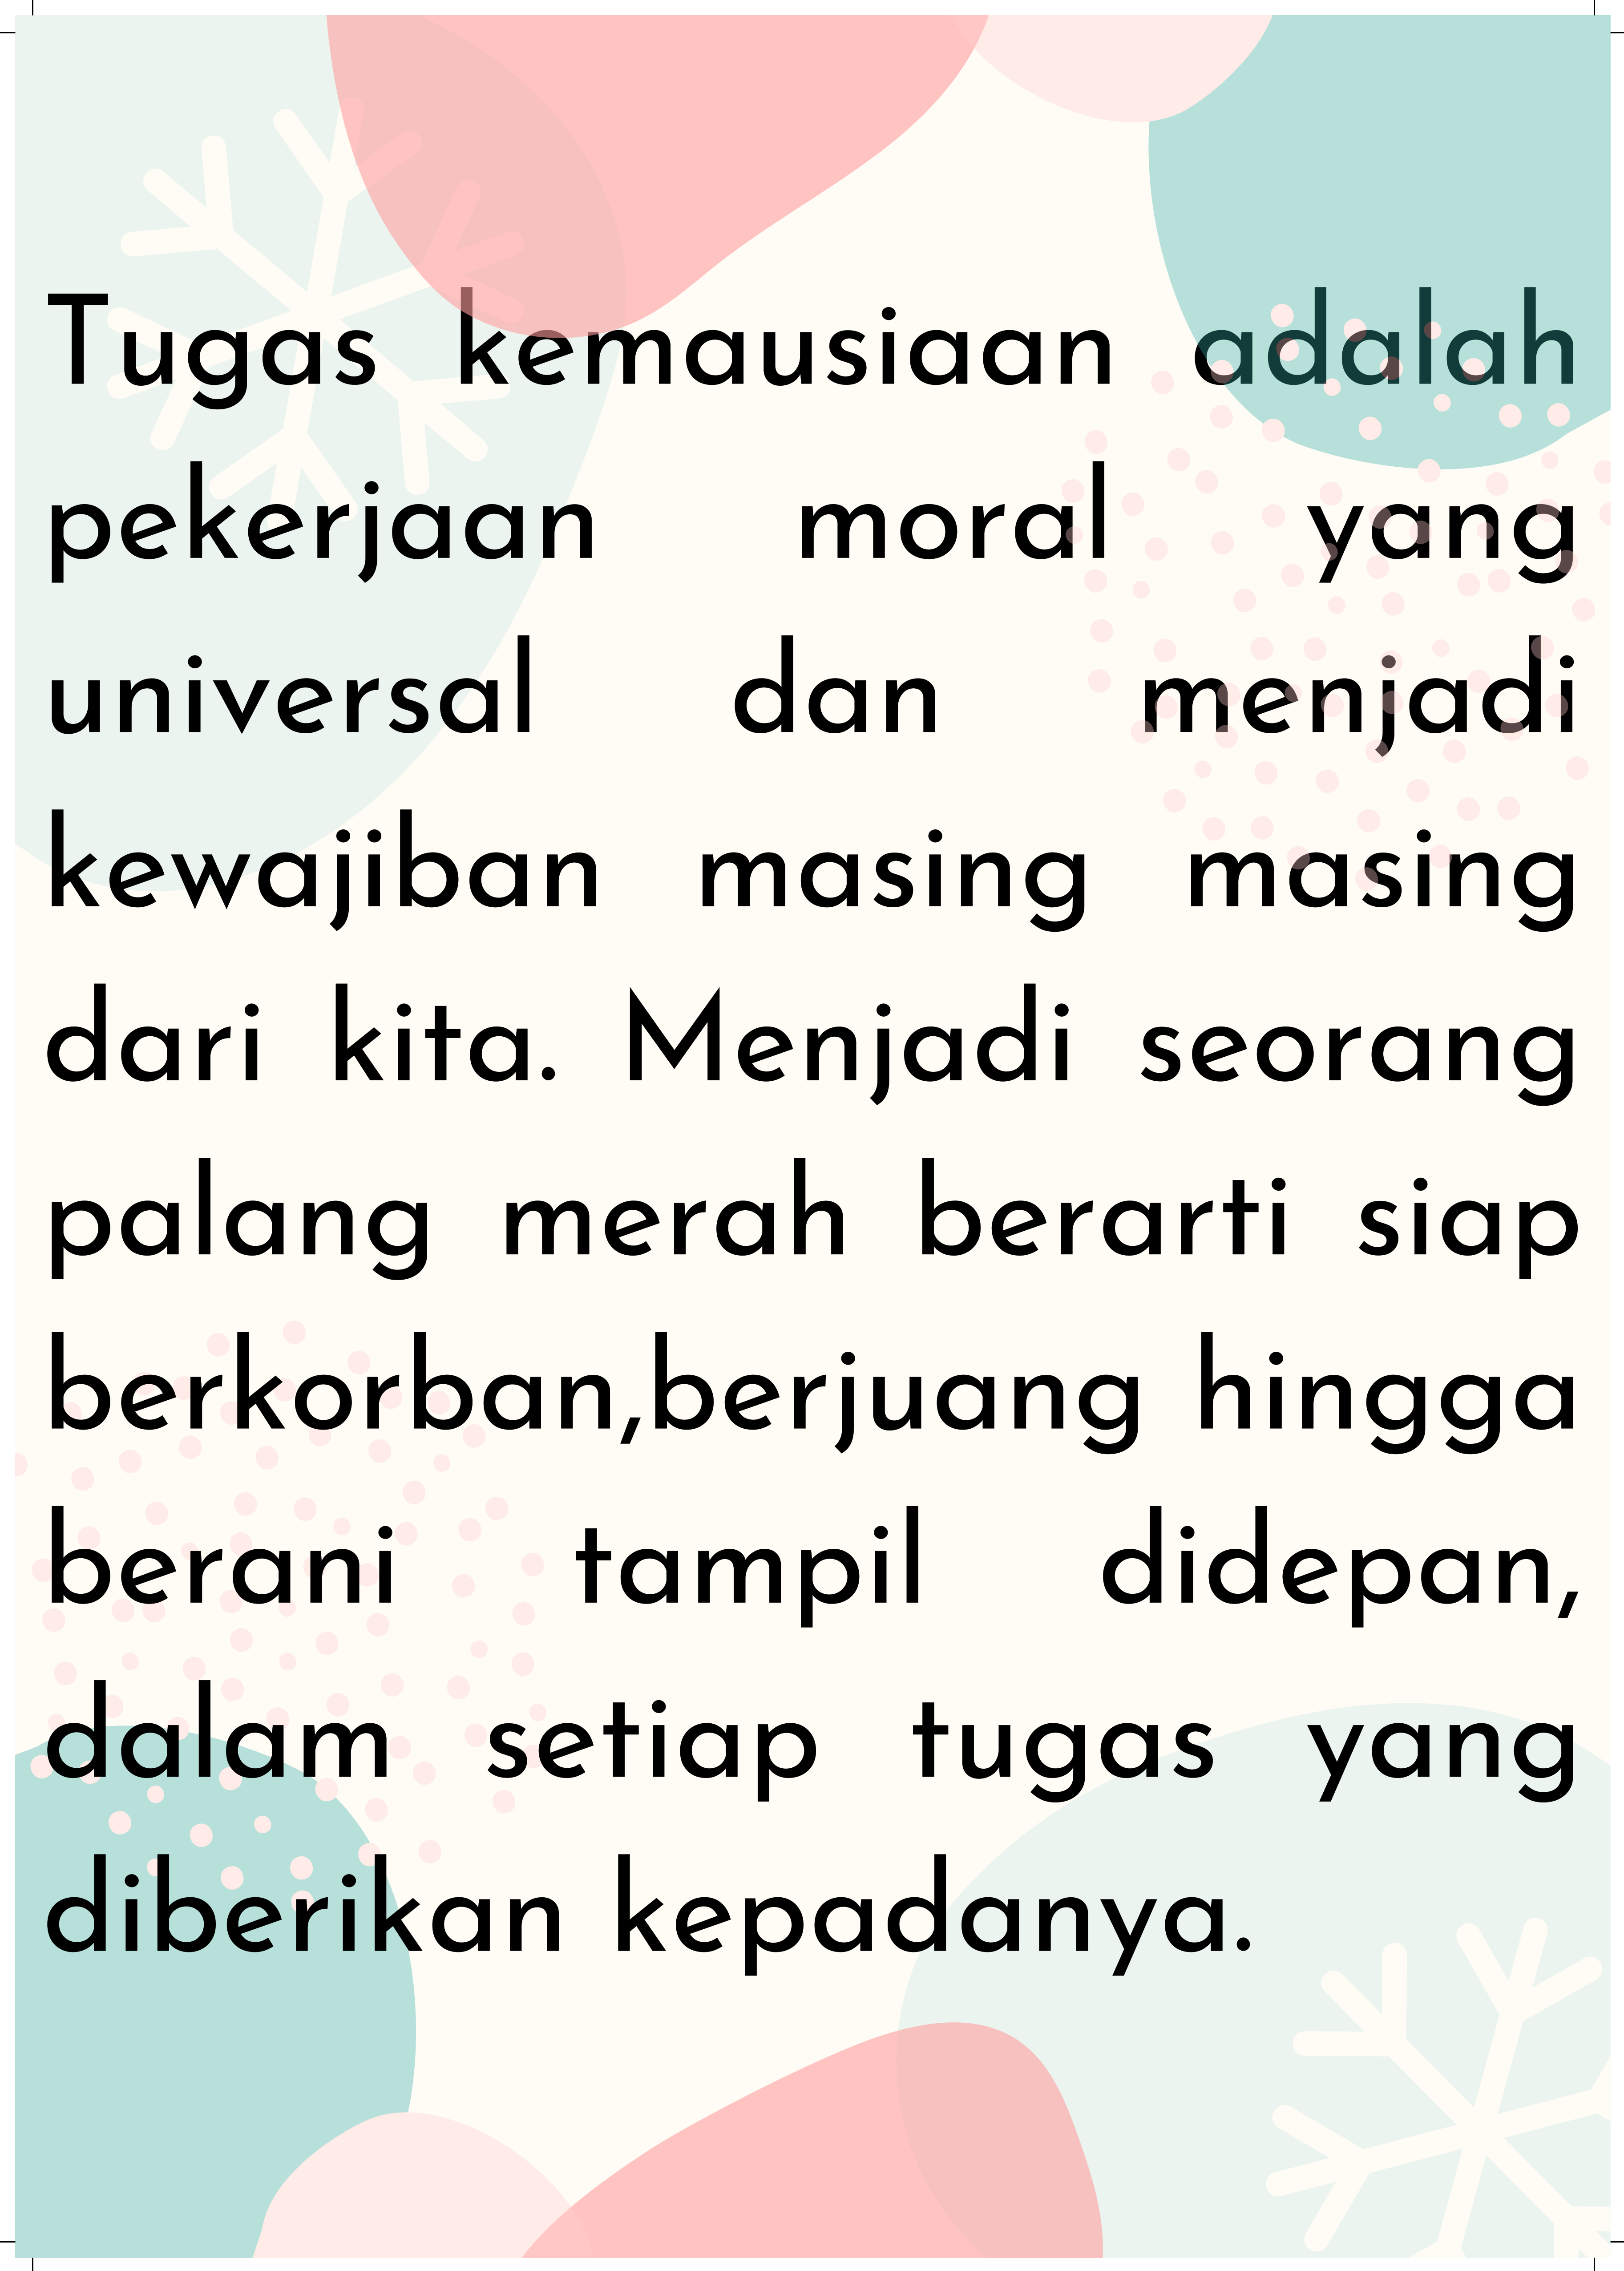 Tugas kemausiaan adalah
pekerjaan moral yang
universal dan menjadi
kewajiban masing masing
dari kita. Menjadi seorang
palang merah berarti siap
berkorban,berjuang hingga
berani tampil didepan,
dalam setiap tugas yang
diberikan kepadanya.